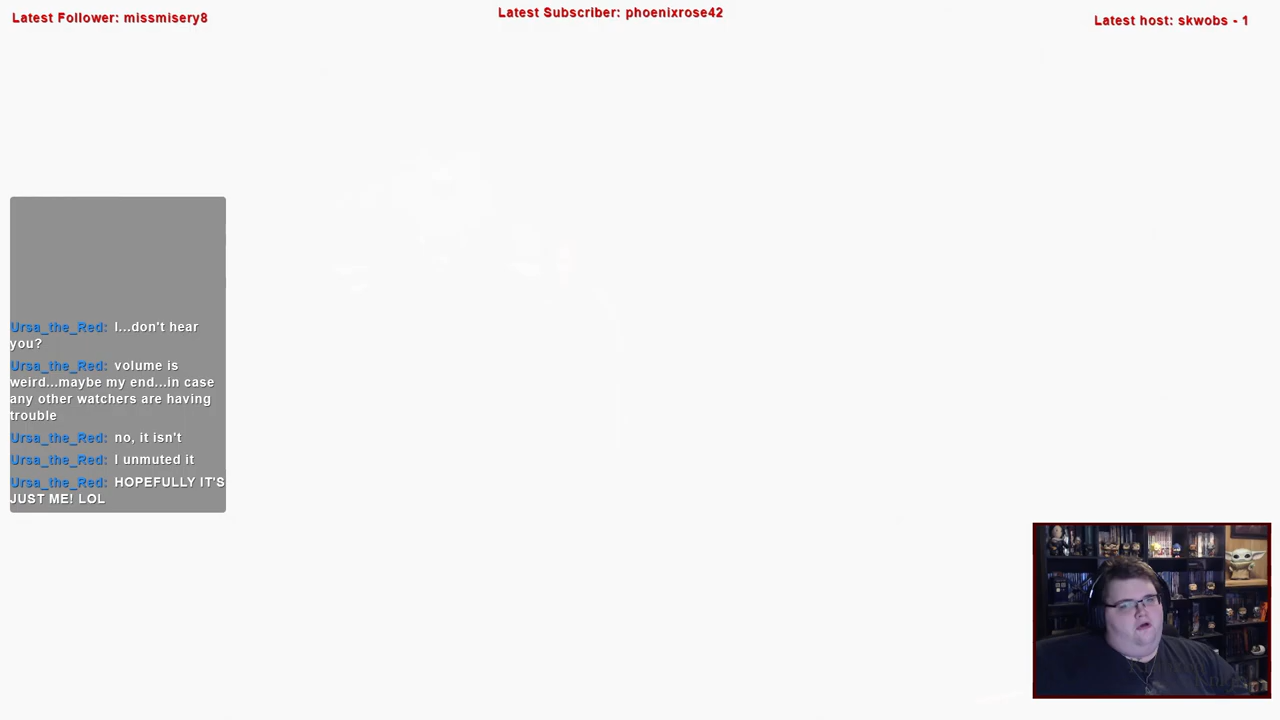 Latest Follower: missmisery8
Latest Subscriber: phoenixrose42
Latest host: skwobs - 1
Ursa_the_Red: I...don't hear
you?
Ursa_the_Red: volume is
weird...maybe my end...in case
any other watchers are having
trouble
Ursa_the_Red: no, it isn't
Ursa_the_Red: I unmuted it
Ursa_the_Red: HOPEFULLY IT'S
JUST ME! LOL